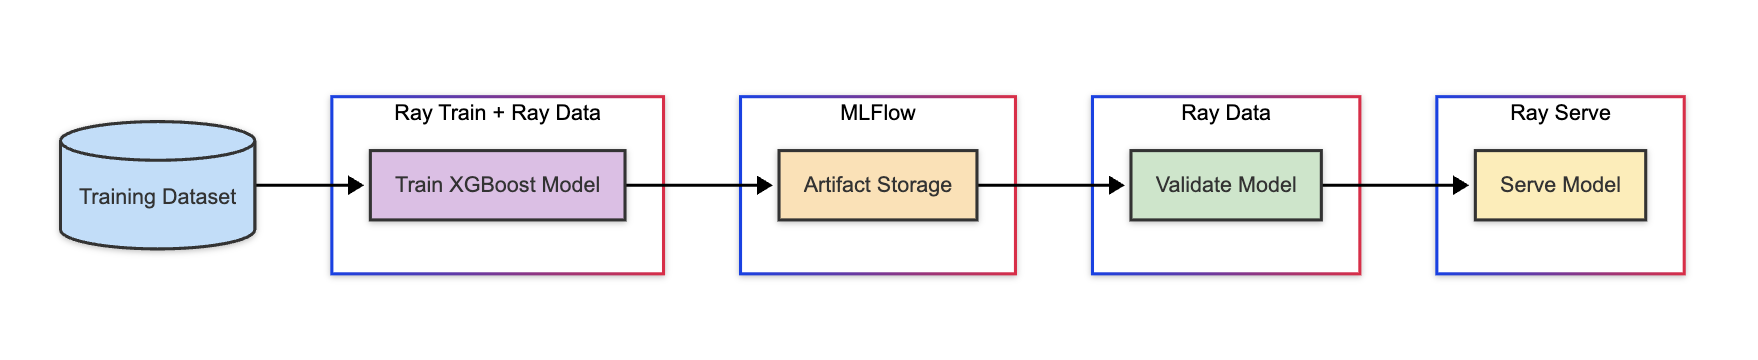 Training Dataset
Ray Train + Ray Data
Train XGBoost Model
MLFlow
Artifact Storage
Ray Data
Validate Model
Ray Serve
Serve Model